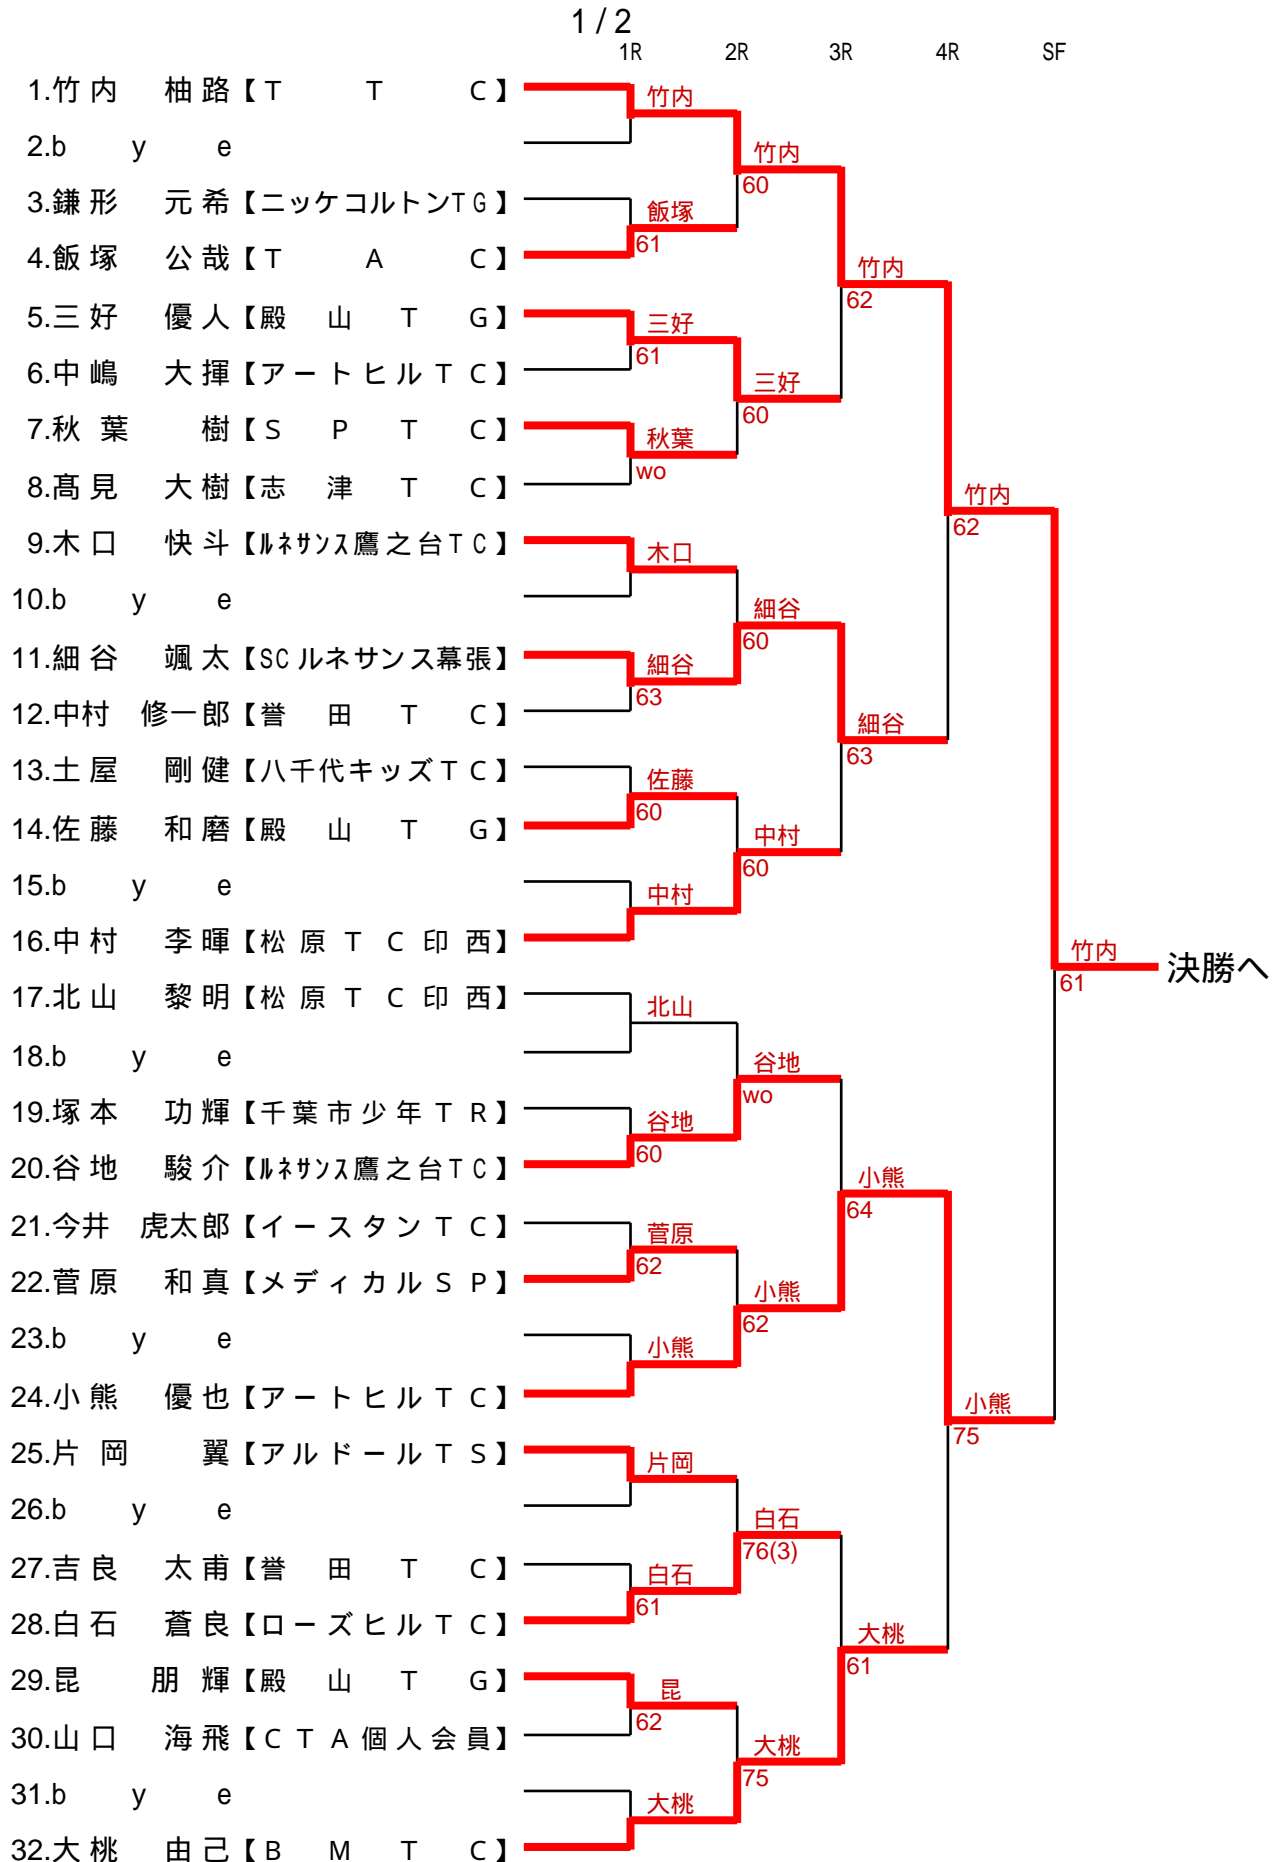 1 / 2
1R 2R 3R 4R SF
1.竹内 柚路【T T C】
竹内
2.b y e
竹内
60
3.鎌形 元希【ニッケコルトンTG】
飯塚
61
4.飯塚 公哉【T A C】
竹内
62
5.三好 優人【殿山TG】
三好
61
6.中嶋 大揮【アートヒルTC】
三好
60
7.秋葉 樹【SPTC】
秋葉
wo
8.髙見 大樹【志津TC】
竹内
62
9.木口 快斗【ルネサンス鷹之台TC】
木口
10.b y e
細谷
60
11.細谷 颯太【SCルネサンス幕張】
細谷
63
12.中村 修一郎【誉田TC】
細谷
63
13.土屋 剛健【八千代キッズTC】
佐藤
60
14.佐藤 和磨【殿山TG】
中村
60
15.b y e
中村
16.中村 李暉【松原TC印西】
竹内
61
決勝へ
17.北山 黎明【松原TC印西】
北山
18.b y e
谷地
wo
19.塚本 功輝【千葉市少年TR】
谷地
60
20.谷地 駿介【ルネサンス鷹之台TC】
小熊
64
21.今井 虎太郎【イースタンTC】
菅原
62
22.菅原 和真【メディカルSP】
小熊
62
23.b y e
小熊
24.小熊 優也【アートヒルTC】
小熊
75
25.片岡 翼【アルドールTS】
片岡
26.b y e
白石
76(3)
27.吉良 太甫【誉田TC】
白石
61
28.白石 蒼良【ローズヒルTC】
大桃
61
29.昆 朋輝【殿山TG】
昆
62
30.山口 海飛【CTA個人会員】
大桃
75
31.b y e
大桃
32.大桃 由己【BMTC】